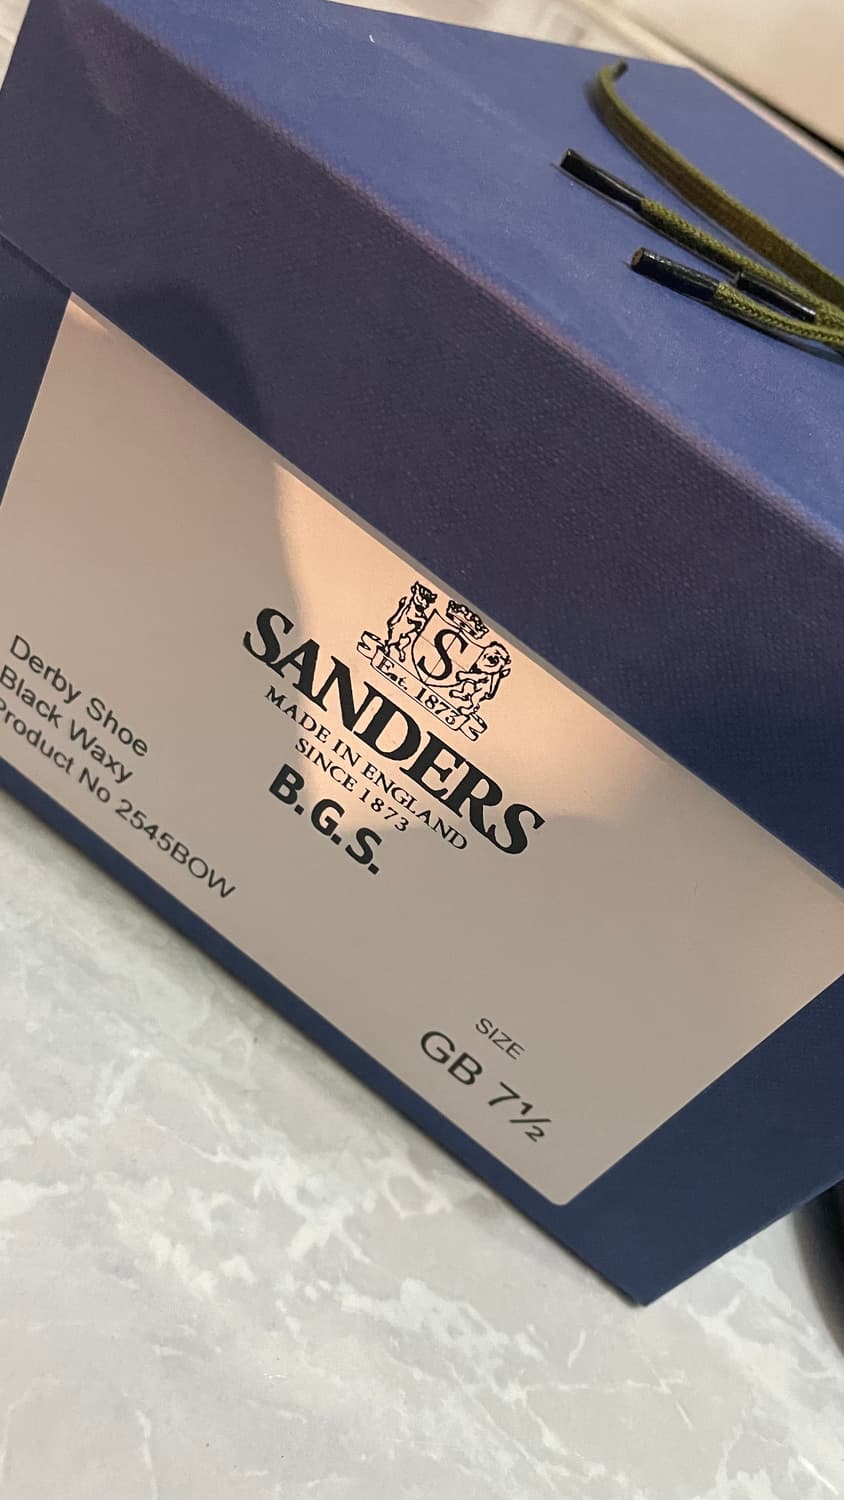 S
Est. 1873
SANDERS
MADE IN ENGLAND
SINCE 1873
B.G.S.
Derby Shoe
Black Waxy
Product No 2545BOW
SIZE
GB 7½